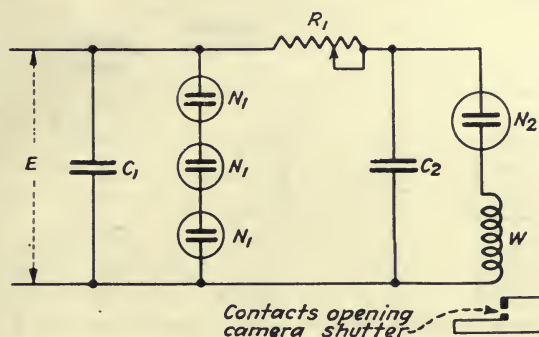 R₁
N₁
N₂
E
C₁
N₁
C₂
N₁
W
Contacts opening
camera shutter